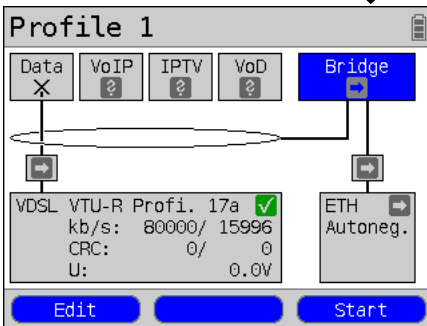 Profile 1
Data VoIP IPTV VoD Bridge
? ? ?
VDSL VTU-R Profi. 17a
kb/s: 80000/ 15996
CRC: 0/ 0
U: 0.0V
ETH
Autoneg.
Edit Start